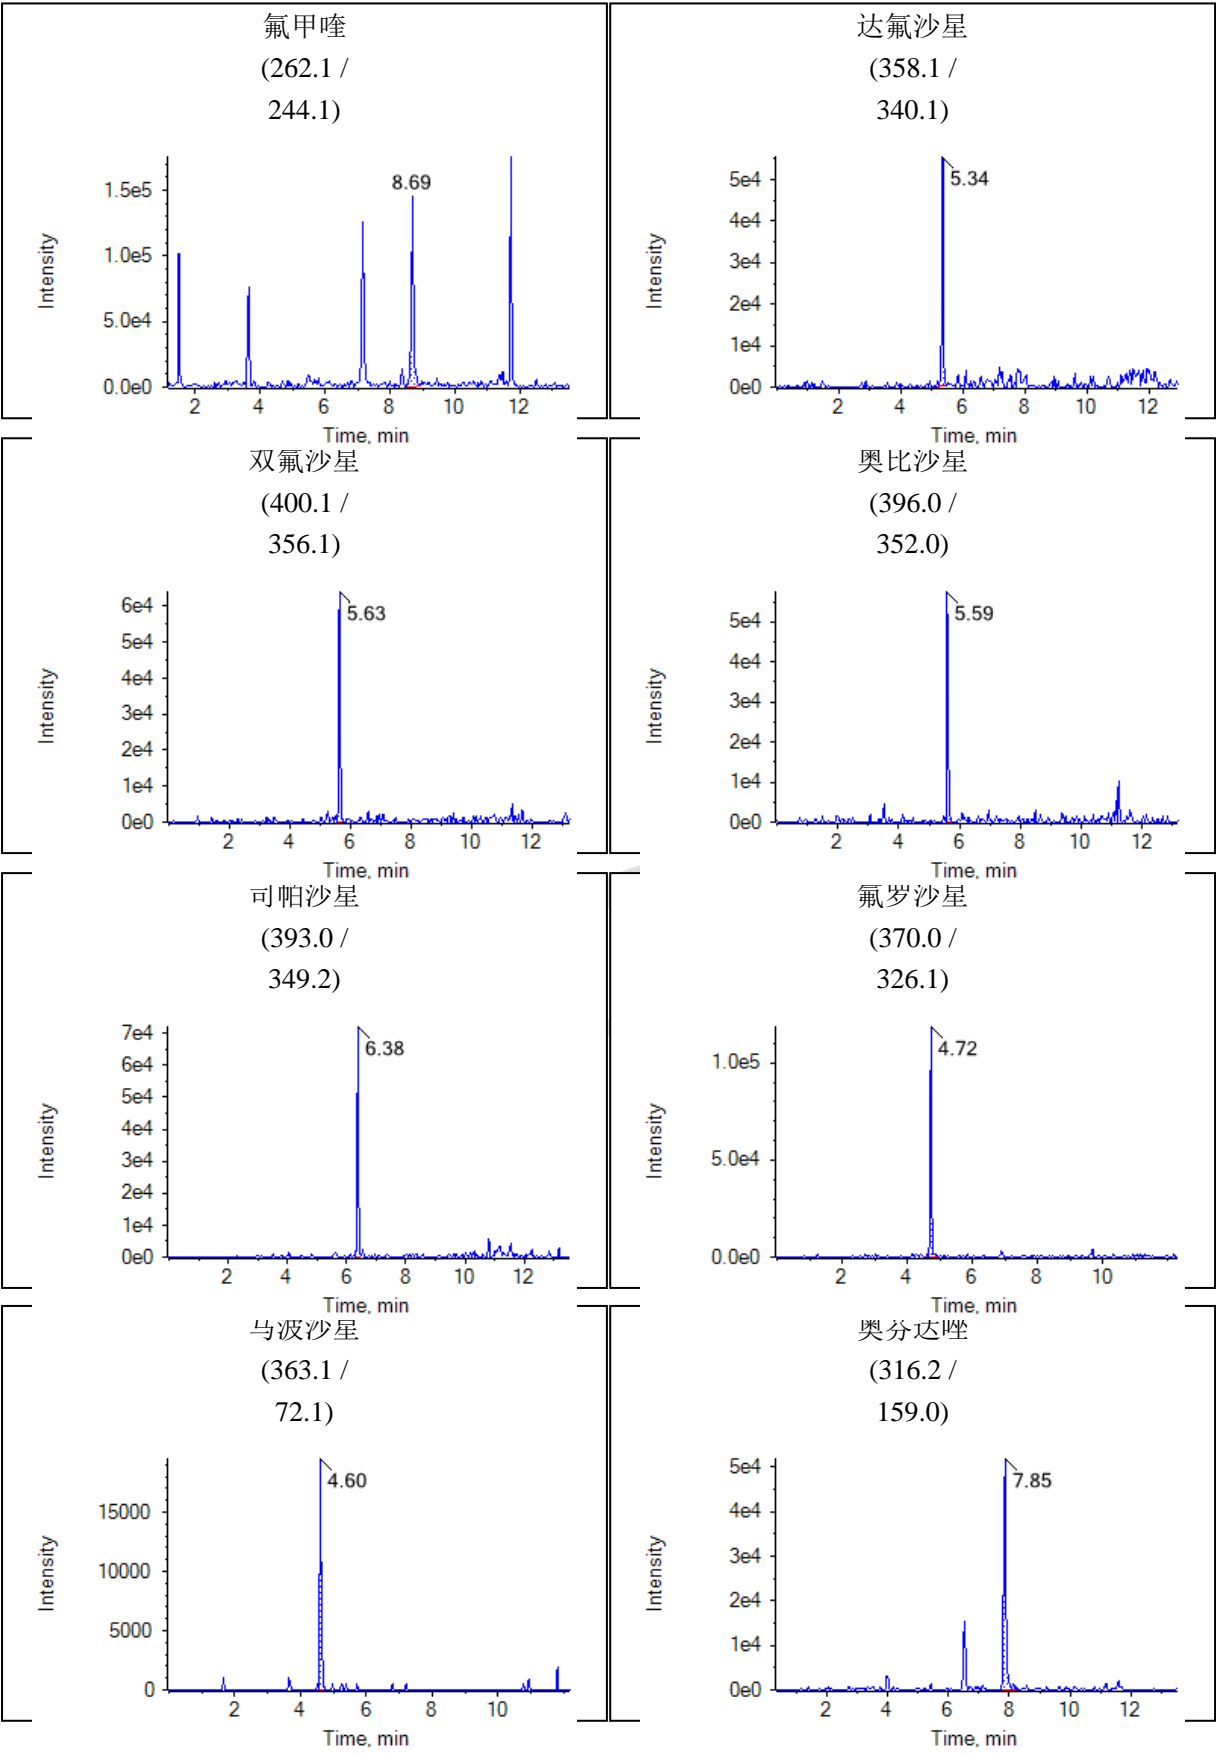 氟甲喹
(262.1 /
244.1)
1.5e5
1.0e5
5.0e4
0.0e0
Intensity
8.69
2 4 6 8 10 12
Time, min
达氟沙星
(358.1 /
340.1)
5e4
4e4
3e4
2e4
1e4
0e0
Intensity
5.34
2 4 6 8 10 12
Time, min
双氟沙星
(400.1 /
356.1)
6e4
5e4
4e4
3e4
2e4
1e4
0e0
Intensity
5.63
2 4 6 8 10 12
Time, min
奥比沙星
(396.0 /
352.0)
5e4
4e4
3e4
2e4
1e4
0e0
Intensity
5.59
2 4 6 8 10 12
Time, min
司帕沙星
(393.0 /
349.2)
7e4
6e4
5e4
4e4
3e4
2e4
1e4
0e0
Intensity
6.38
2 4 6 8 10 12
Time, min
氟罗沙星
(370.0 /
326.1)
1.0e5
5.0e4
0.0e0
Intensity
4.72
2 4 6 8 10
Time, min
马波沙星
(363.1 /
72.1)
15000
10000
5000
0
Intensity
4.60
2 4 6 8 10
Time, min
奥芬达唑
(316.2 /
159.0)
5e4
4e4
3e4
2e4
1e4
0e0
Intensity
7.85
2 4 6 8 10 12
Time, min